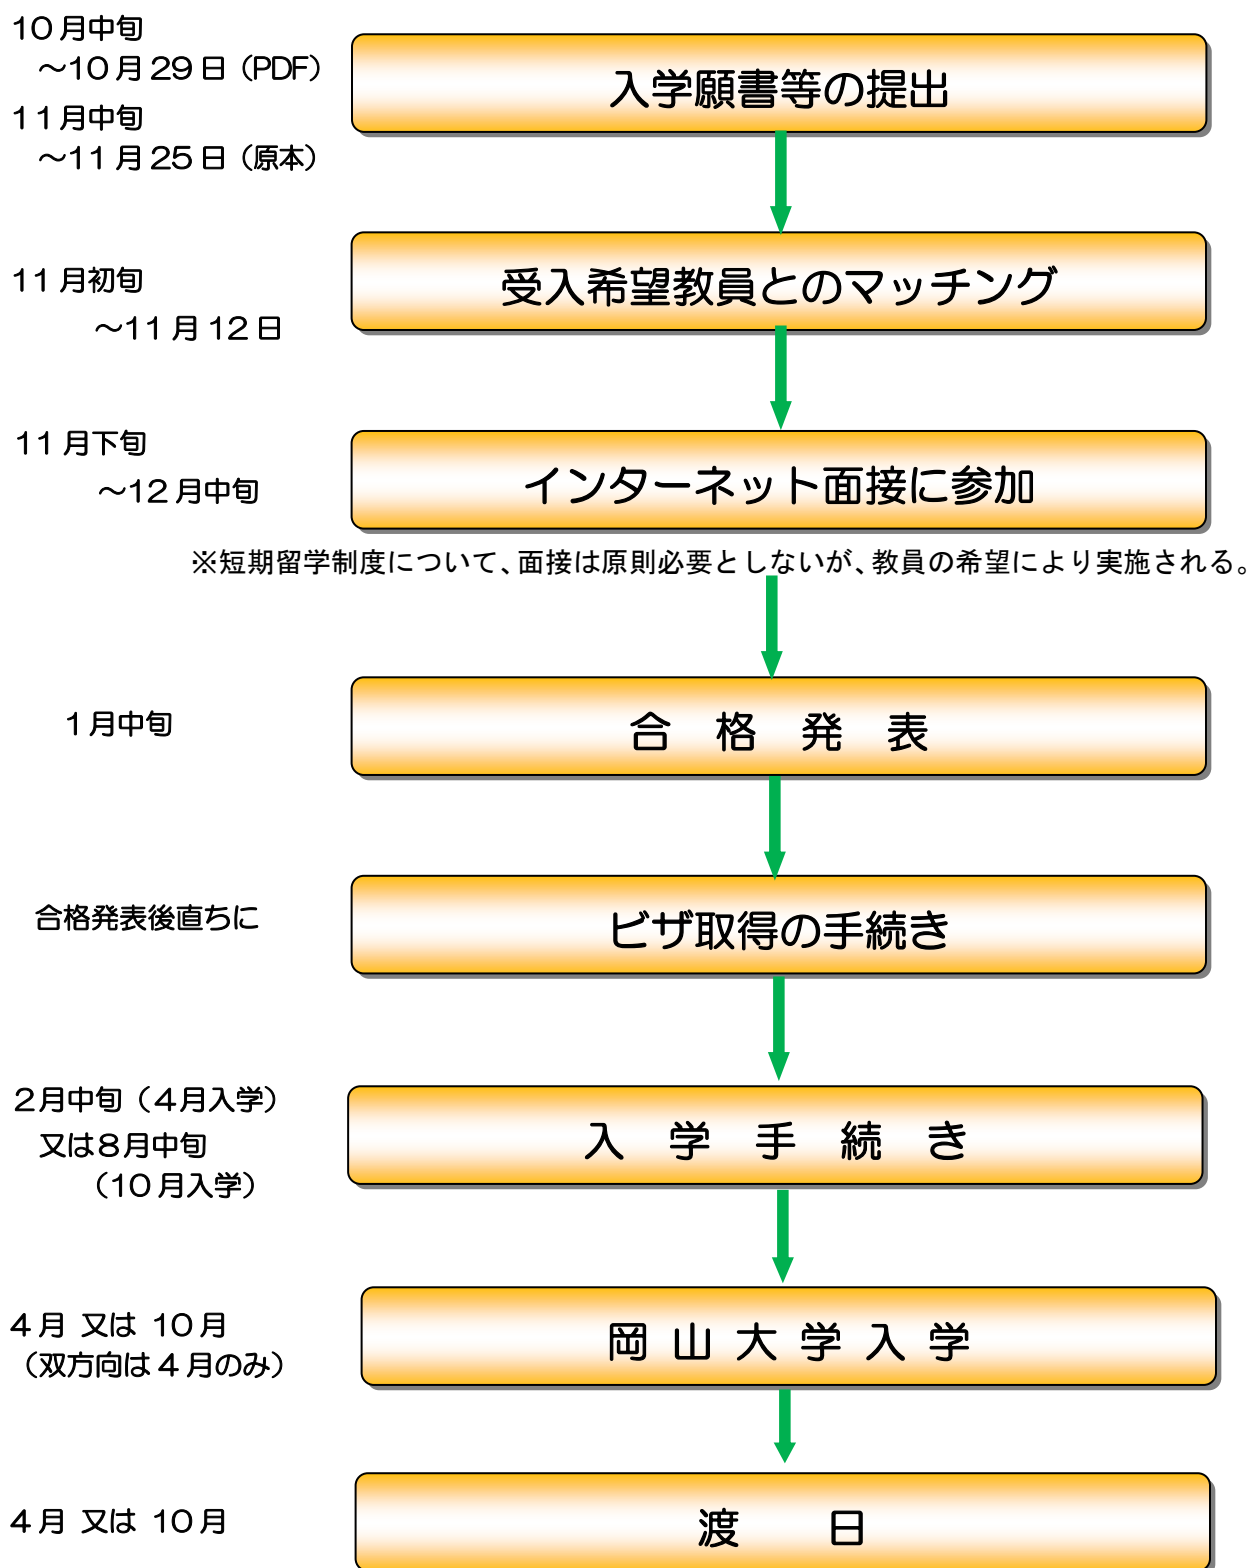 10月中旬
～10月29日（PDF）
11月中旬
～11月25日（原本）
入学願書等の提出
11月初旬
～11月12日
受入希望教員とのマッチング
11月下旬
～12月中旬
インターネット面接に参加
※短期留学制度について、面接は原則必要としないが、教員の希望により実施される。
1月中旬
合　格　発　表
合格発表後直ちに
ビザ取得の手続き
2月中旬（4月入学）
又は8月中旬
（10月入学）
入　学　手　続　き
4月 又は 10月
（双方向は4月のみ）
岡 山 大 学 入 学
4月 又は 10月
渡　　日